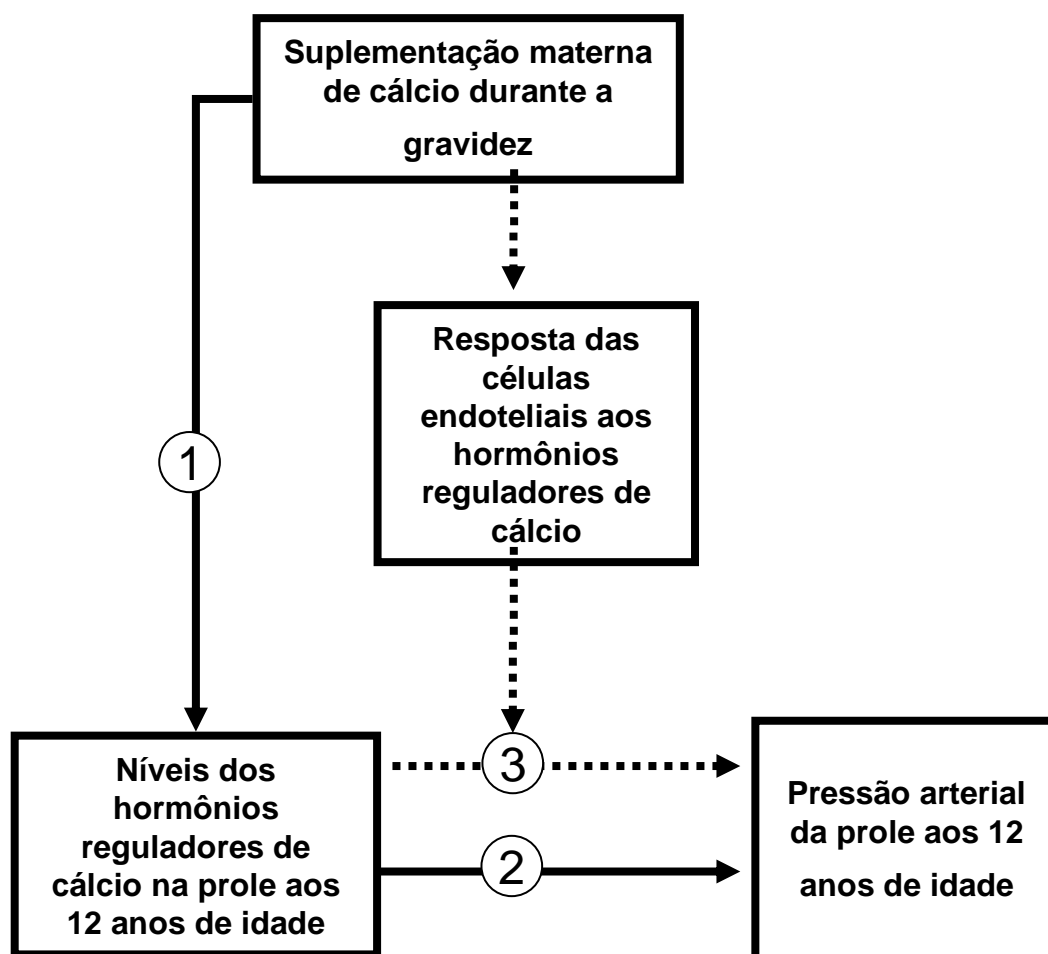 Suplementação materna
de cálcio durante a
gravidez
Resposta das
células
endoteliais aos
hormônios
reguladores de
cálcio
1
Níveis dos
hormônios
reguladores de
cálcio na prole aos
12 anos de idade
3
2
Pressão arterial
da prole aos 12
anos de idade